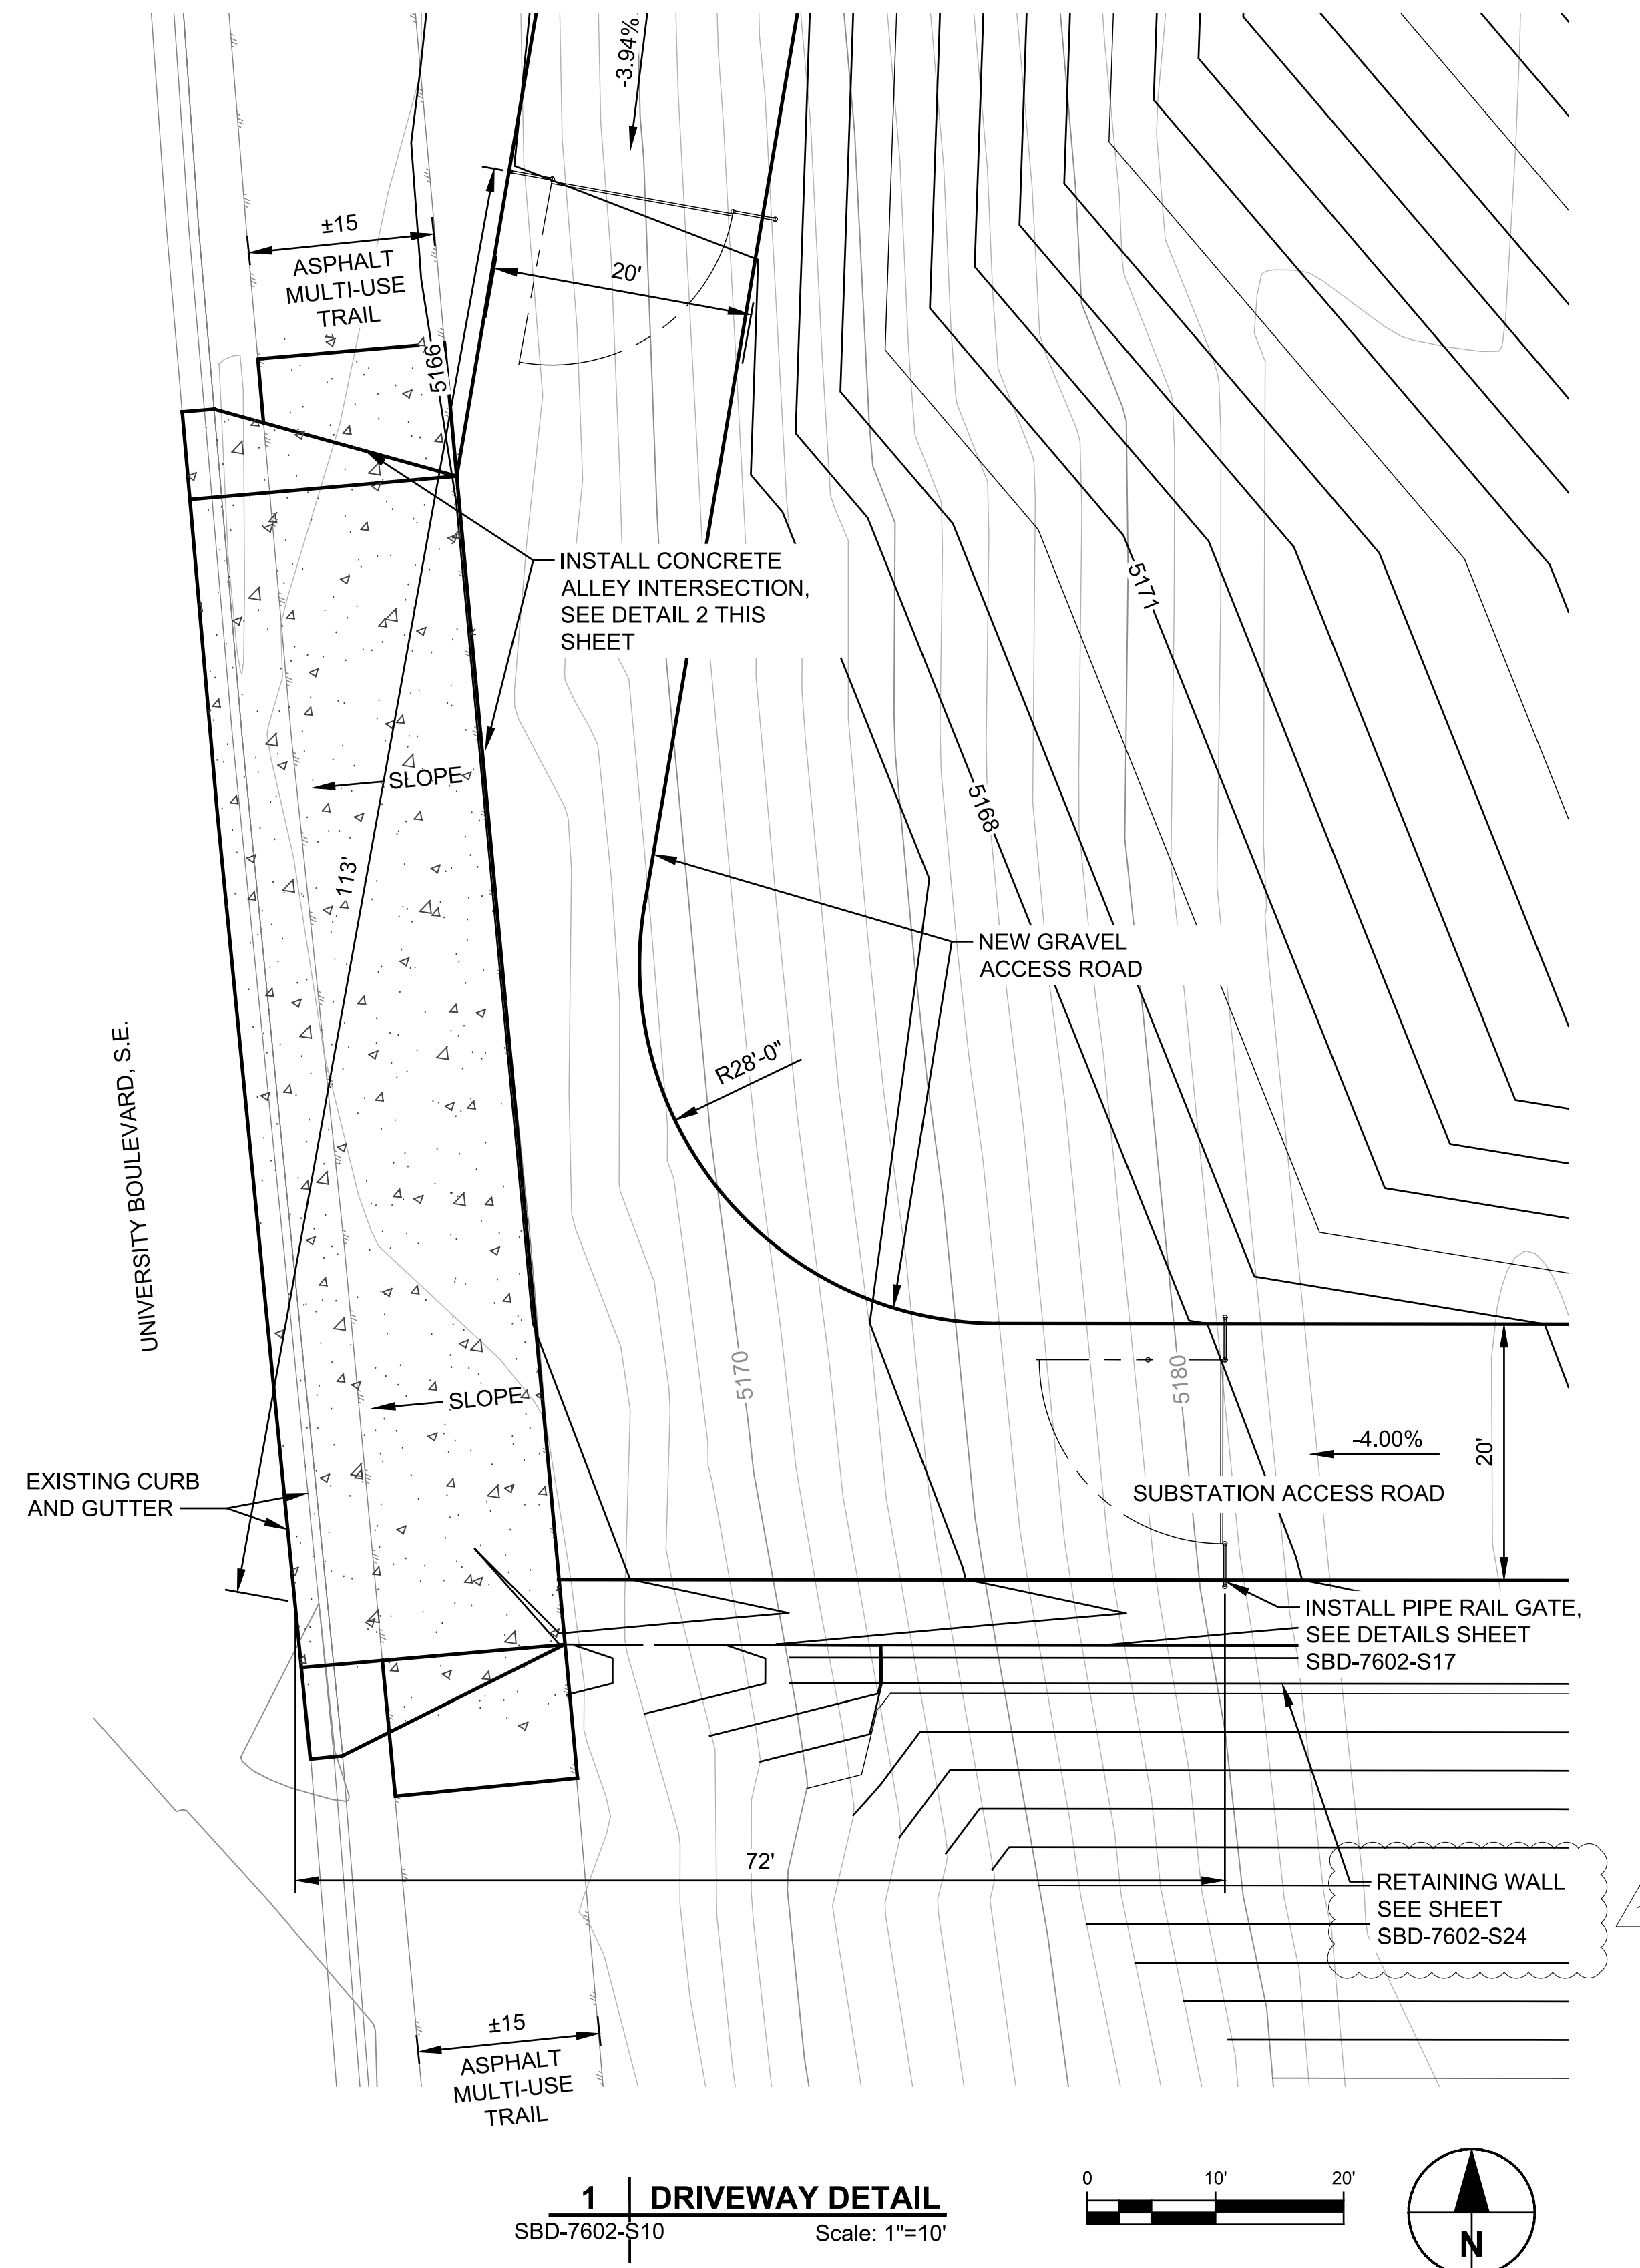 -3.94%
±15
ASPHALT
MULTI-USE
TRAIL
20'
5166
INSTALL CONCRETE
ALLEY INTERSECTION,
SEE DETAIL 2 THIS
SHEET
5171
SLOPE
5168
113'
NEW GRAVEL
ACCESS ROAD
R28'-0"
UNIVERSITY BOULEVARD, S.E.
5170
5180
SLOPE
-4.00%
20'
SUBSTATION ACCESS ROAD
EXISTING CURB
AND GUTTER
INSTALL PIPE RAIL GATE,
SEE DETAILS SHEET
SBD-7602-S17
72'
RETAINING WALL
SEE SHEET
SBD-7602-S24
±15
ASPHALT
MULTI-USE
TRAIL
1 DRIVEWAY DETAIL
SBD-7602-S10 Scale: 1"=10'
0 10' 20'
N